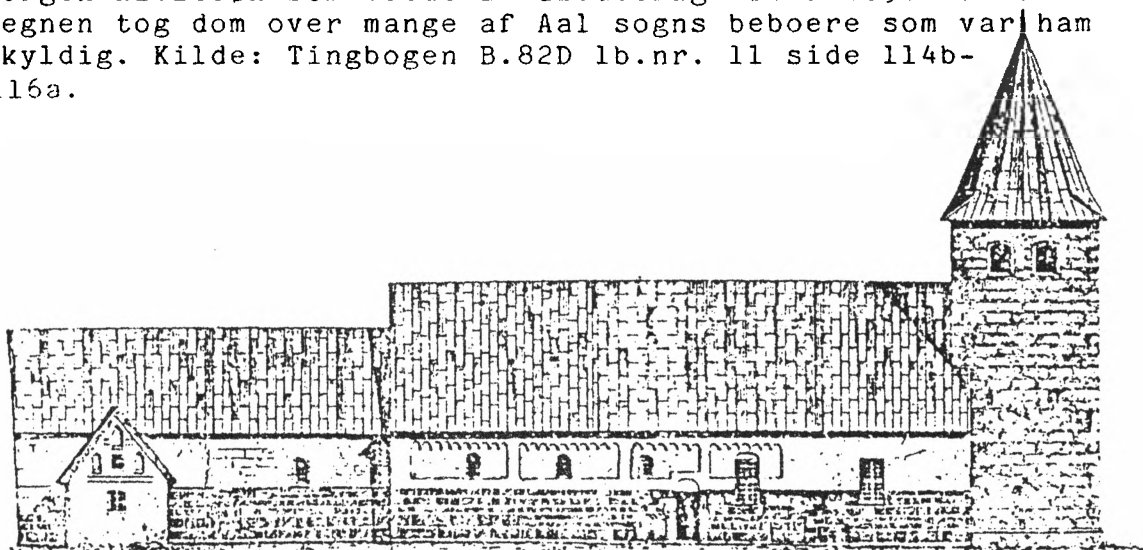 egnen tog dom over mange af Aal sogns beboere som var ham
kyldig. Kilde: Tingbogen B.82D lb.nr. 11 side 114b-
116a.